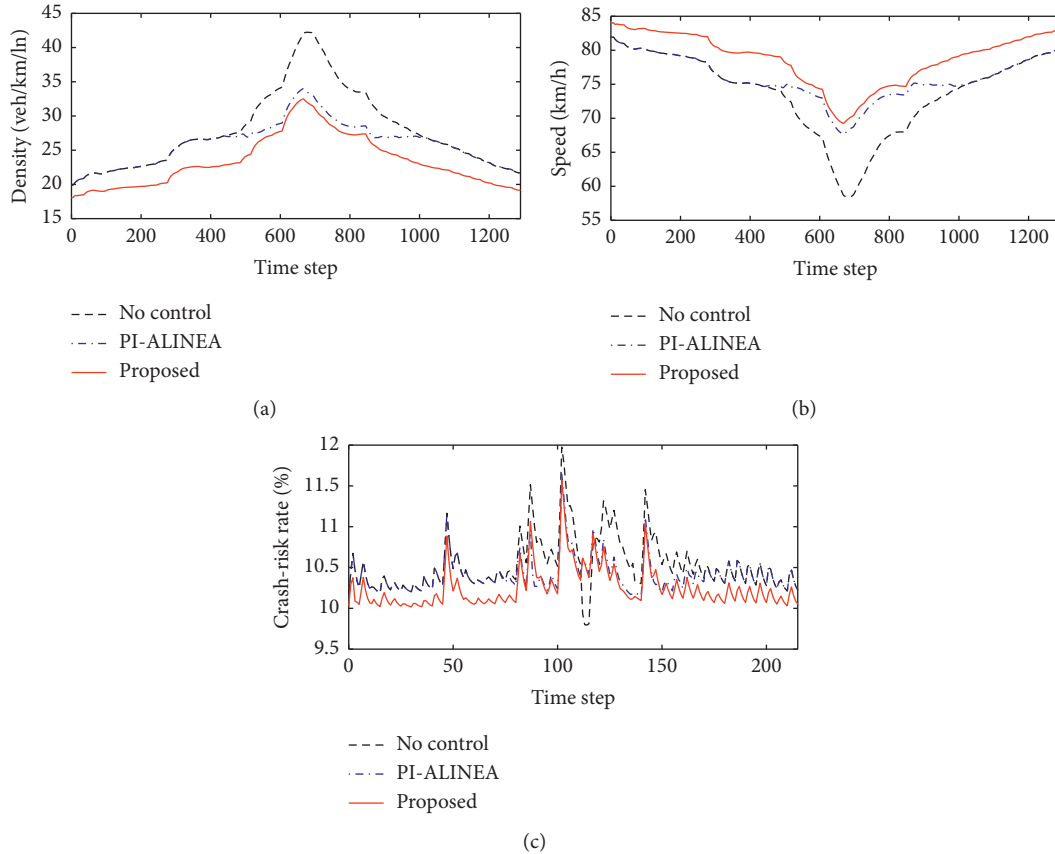 Density (veh/km/ln)
45
40
35
30
25
20
15
0 200 400 600 800 1000 1200
Time step
No control
PI-ALINEA
Proposed
(a)
Speed (km/h)
85
80
75
70
65
60
55
0 200 400 600 800 1000 1200
Time step
No control
PI-ALINEA
Proposed
(b)
Crash-risk rate (%)
12
11.5
11
10.5
10
9.5
0 50 100 150 200
Time step
No control
PI-ALINEA
Proposed
(c)